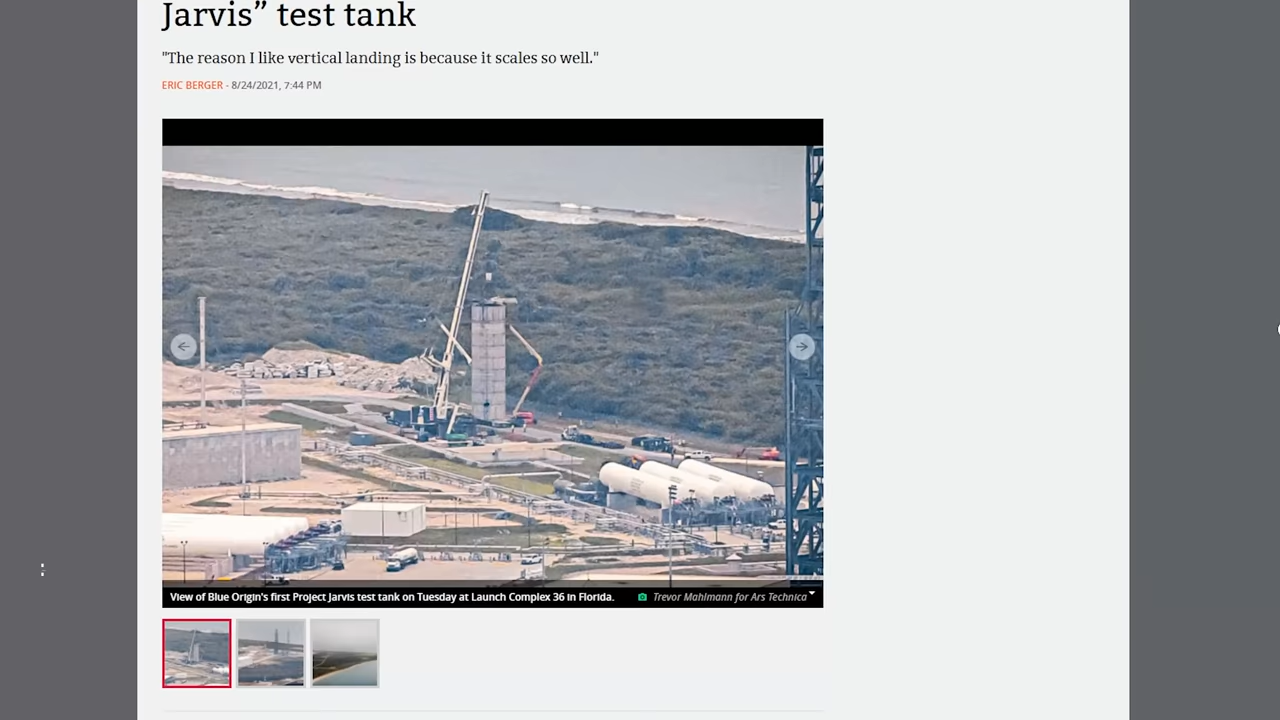 Jarvis” test tank
"The reason I like vertical landing is because it scales so well."
ERIC BERGER - 8/24/2021, 7:44 PM
View of Blue Origin's first Project Jarvis test tank on Tuesday at Launch Complex 36 in Florida.
Trevor Mahlmann for Ars Technica